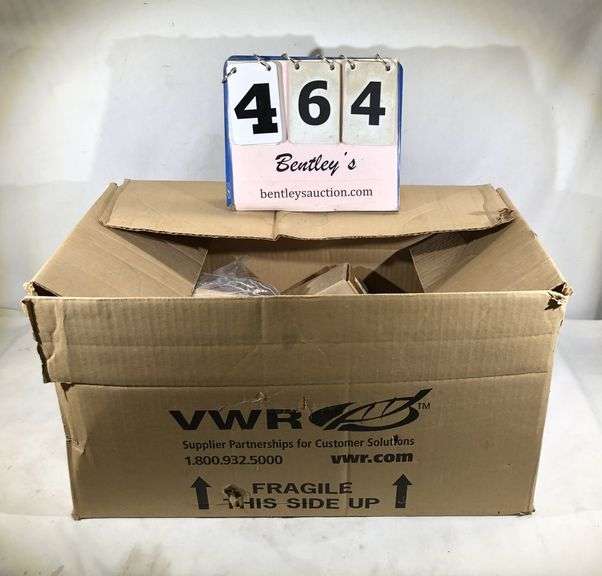 464
Bentley's
bentleysauction.com
VWR TM
Supplier Partnerships for Customer Solutions
1.800.932.5000 vwr.com
FRAGILE
THIS SIDE UP